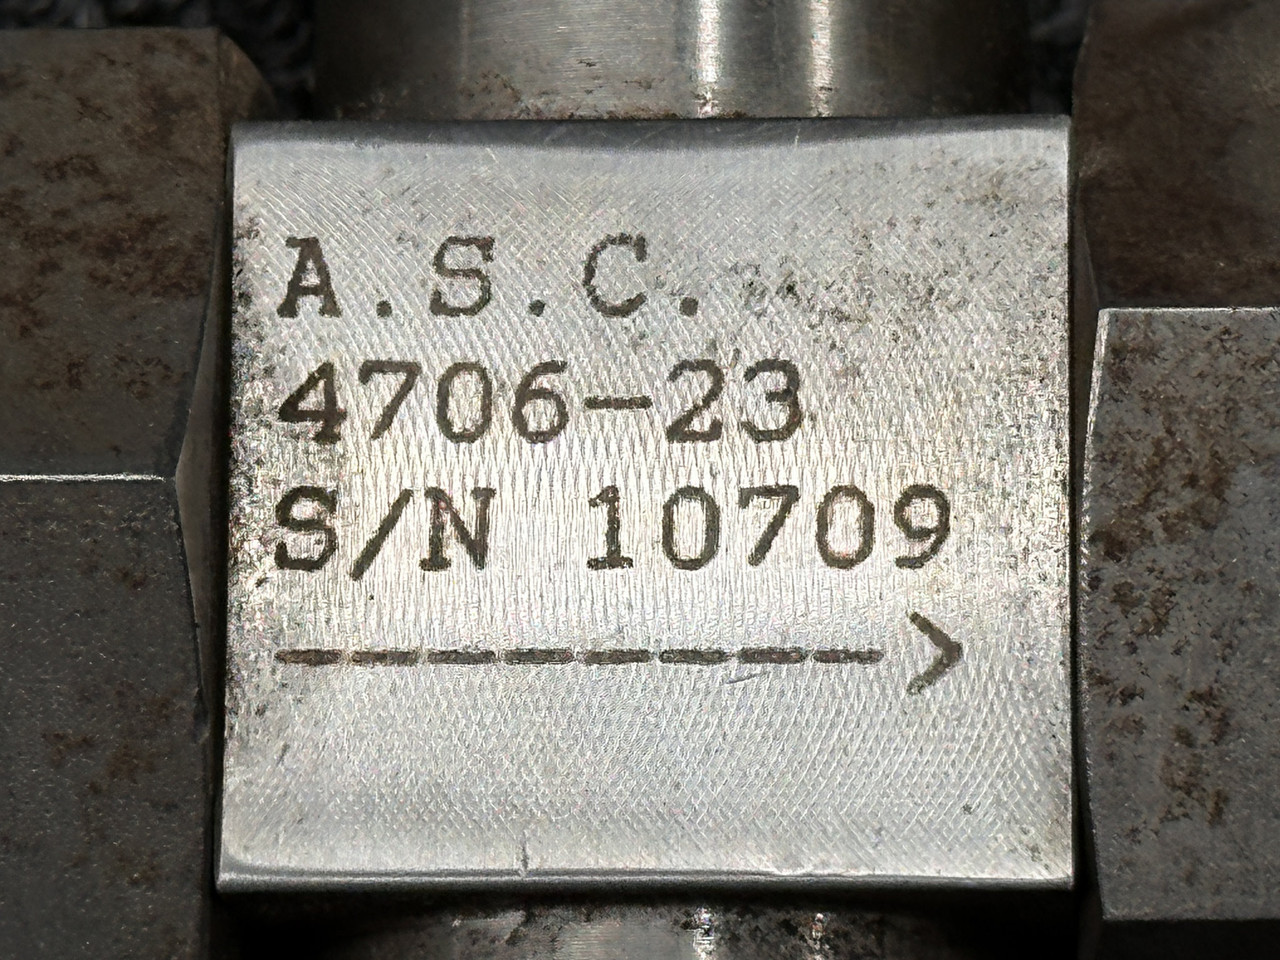 A.S.C.
4706-23
S/N 10709
-------->